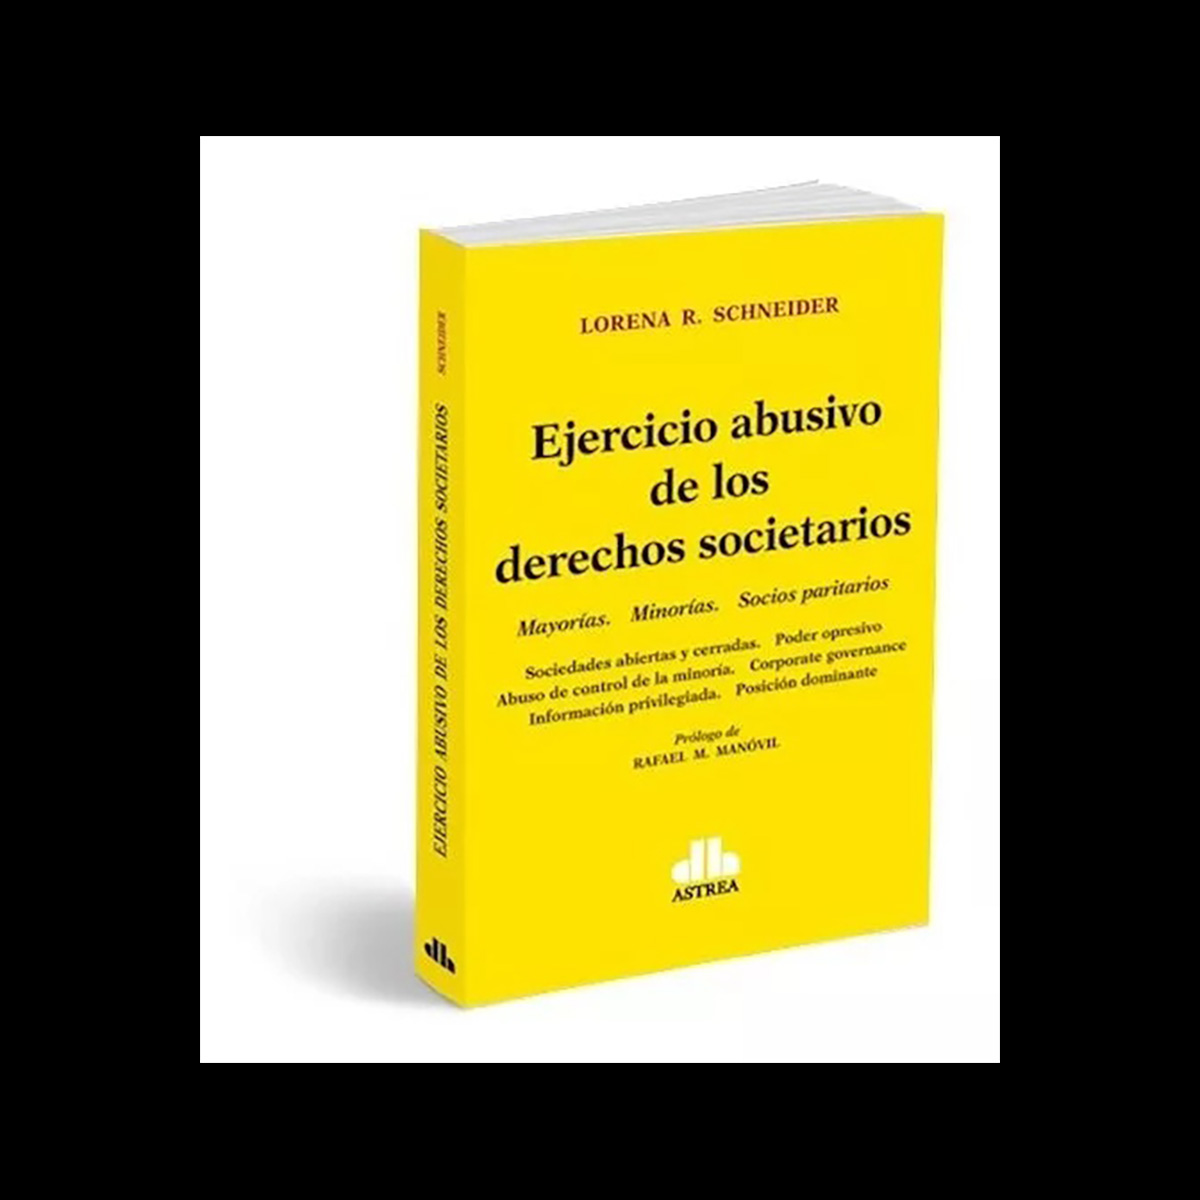 LORENA R. SCHNEIDER
Ejercicio abusivo
de los
derechos societarios
Mayorías. Minorías. Socios paritarios
Sociedades abiertas y cerradas. Poder opresivo
Abuso de control de la minoría. Corporate governance
Información privilegiada. Posición dominante
Prólogo de
RAFAEL M. MANÓVIL
ASTREA
EJERCICIO ABUSIVO DE LOS DERECHOS SOCIETARIOS SCHNEIDER